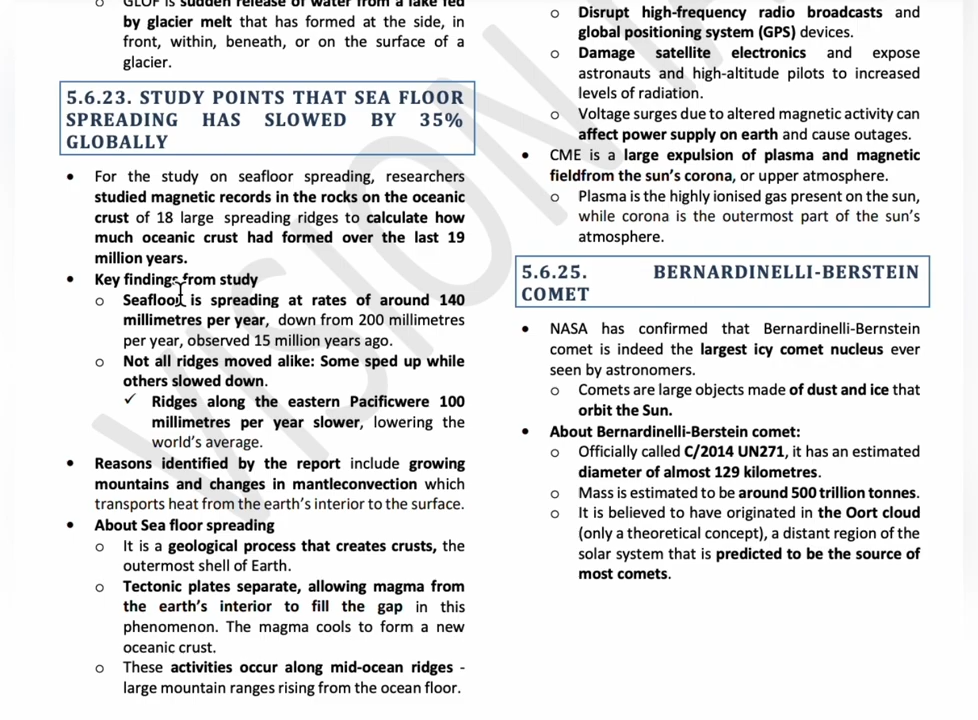 GLOF is sudden release of water from a lake fed
by glacier melt that has formed at the side, in
front, within, beneath, or on the surface of a
glacier.
5.6.23. STUDY POINTS THAT SEA FLOOR
SPREADING HAS SLOWED BY 35%
GLOBALLY
For the study on seafloor spreading, researchers
studied magnetic records in the rocks on the oceanic
crust of 18 large spreading ridges to calculate how
much oceanic crust had formed over the last 19
million years.
Key findings from study
Seafloor is spreading at rates of around 140
millimetres per year, down from 200 millimetres
per year, observed 15 million years ago.
Not all ridges moved alike: Some sped up while
others slowed down.
Ridges along the eastern Pacificwere 100
millimetres per year slower, lowering the
world's average.
Reasons identified by the report include growing
mountains and changes in mantleconvection which
transports heat from the earth's interior to the surface.
About Sea floor spreading
It is a geological process that creates crusts, the
outermost shell of Earth.
Tectonic plates separate, allowing magma from
the earth's interior to fill the gap in this
phenomenon. The magma cools to form a new
oceanic crust.
These activities occur along mid-ocean ridges -
large mountain ranges rising from the ocean floor.
Disrupt high-frequency radio broadcasts and
global positioning system (GPS) devices.
Damage satellite electronics and expose
astronauts and high-altitude pilots to increased
levels of radiation.
Voltage surges due to altered magnetic activity can
affect power supply on earth and cause outages.
CME is a large expulsion of plasma and magnetic
fieldfrom the sun's corona, or upper atmosphere.
Plasma is the highly ionised gas present on the sun,
while corona is the outermost part of the sun's
atmosphere.
5.6.25. BERNARDINELLI-BERSTEIN
COMET
NASA has confirmed that Bernardinelli-Bernstein
comet is indeed the largest icy comet nucleus ever
seen by astronomers.
Comets are large objects made of dust and ice that
orbit the Sun.
About Bernardinelli-Berstein comet:
Officially called C/2014 UN271, it has an estimated
diameter of almost 129 kilometres.
Mass is estimated to be around 500 trillion tonnes.
It is believed to have originated in the Oort cloud
(only a theoretical concept), a distant region of the
solar system that is predicted to be the source of
most comets.
VISION IA